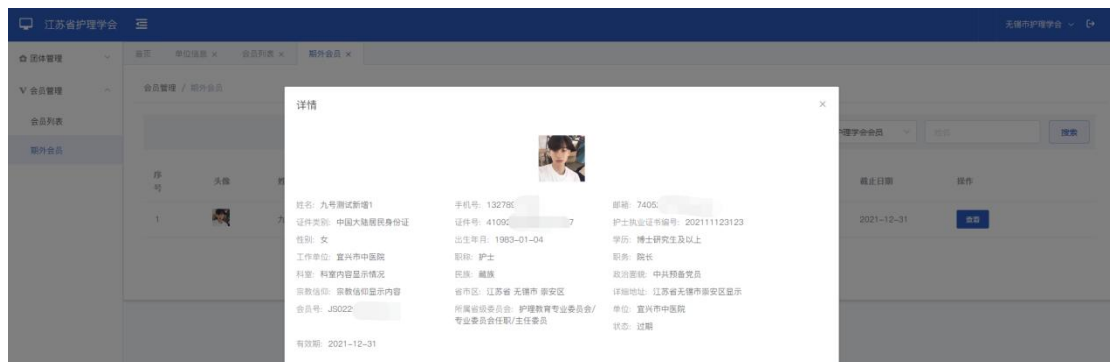 江苏省护理学会
无锡市护理学会
团体管理
首页 单位信息 × 会员列表 × 期外会员 ×
会员管理
会员管理 / 期外会员
会员列表
期外会员
详情 ×
护理学会会员
搜索
序号 头像 截止日期 操作
1 2021-12-31 查看
姓名: 九号测试新增1 手机号: 13278 邮箱: 7405
证件类别: 中国大陆居民身份证 证件号: 4109 7 护士执业证书编号: 202111123123
性别: 女 出生年月: 1983-01-04 学历: 博士研究生及以上
工作单位: 宜兴市中医院 职称: 护士 职务: 院长
科室: 科室内容显示情况 民族: 藏族 政治面貌: 中共预备党员
宗教信仰: 宗教信仰显示内容 省市区: 江苏省 无锡市 崇安区 详细地址: 江苏省无锡市崇安区显示
会员号: JS022 所属省级委员会: 护理教育专业委员会/ 单位: 宜兴市中医院
专业委员会任职/主任委员
状态: 过期
有效期: 2021-12-31